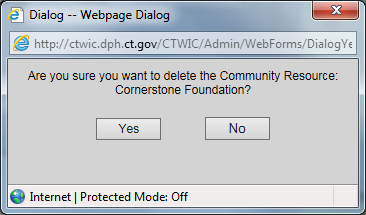 Dialog -- Webpage Dialog
http://ctwic.dph.ct.gov/CTWIC/Admin/WebForms/DialogYe
Are you sure you want to delete the Community Resource:
Cornerstone Foundation?
Yes No
Internet | Protected Mode: Off